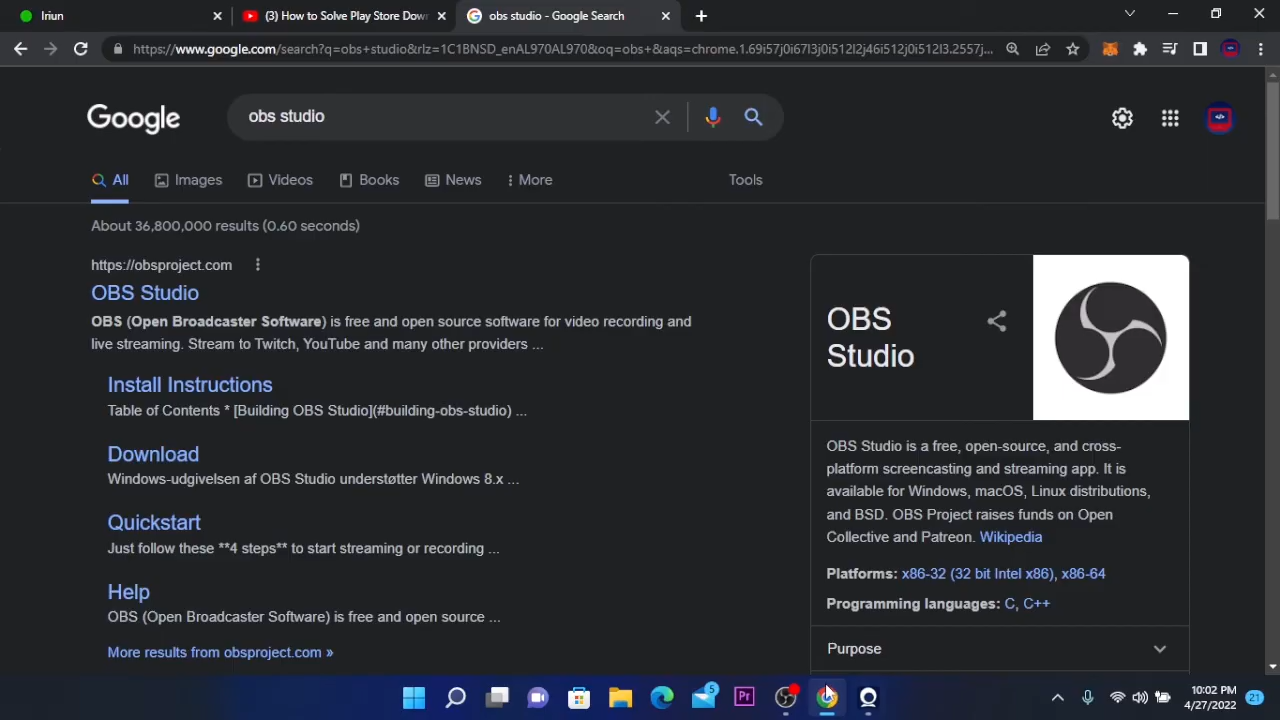 Iriun
(3) How to Solve Play Store Dow
obs studio - Google Search
https://www.google.com/search?q=obs+studio&rlz=1C1BNSD_enAL970AL970&oq=obs+&aqs=chrome.1.69i57j0i67l3j0i512l2j46i512j0i512l3.2557j...
Google
obs studio
All
Images
Videos
Books
News
More
Tools
About 36,800,000 results (0.60 seconds)
https://obsproject.com
OBS Studio
OBS (Open Broadcaster Software) is free and open source software for video recording and
live streaming. Stream to Twitch, YouTube and many other providers ...
Install Instructions
Table of Contents * [Building OBS Studio](#building-obs-studio) ...
Download
Windows-udgivelsen af OBS Studio understøtter Windows 8.x ...
Quickstart
Just follow these **4 steps** to start streaming or recording ...
Help
OBS (Open Broadcaster Software) is free and open source ...
More results from obsproject.com »
OBS
Studio
OBS Studio is a free, open-source, and cross-
platform screencasting and streaming app. It is
available for Windows, macOS, Linux distributions,
and BSD. OBS Project raises funds on Open
Collective and Patreon. Wikipedia
Platforms: x86-32 (32 bit Intel x86), x86-64
Programming languages: C, C++
Purpose
5
Pr
10:02 PM
4/27/2022
21